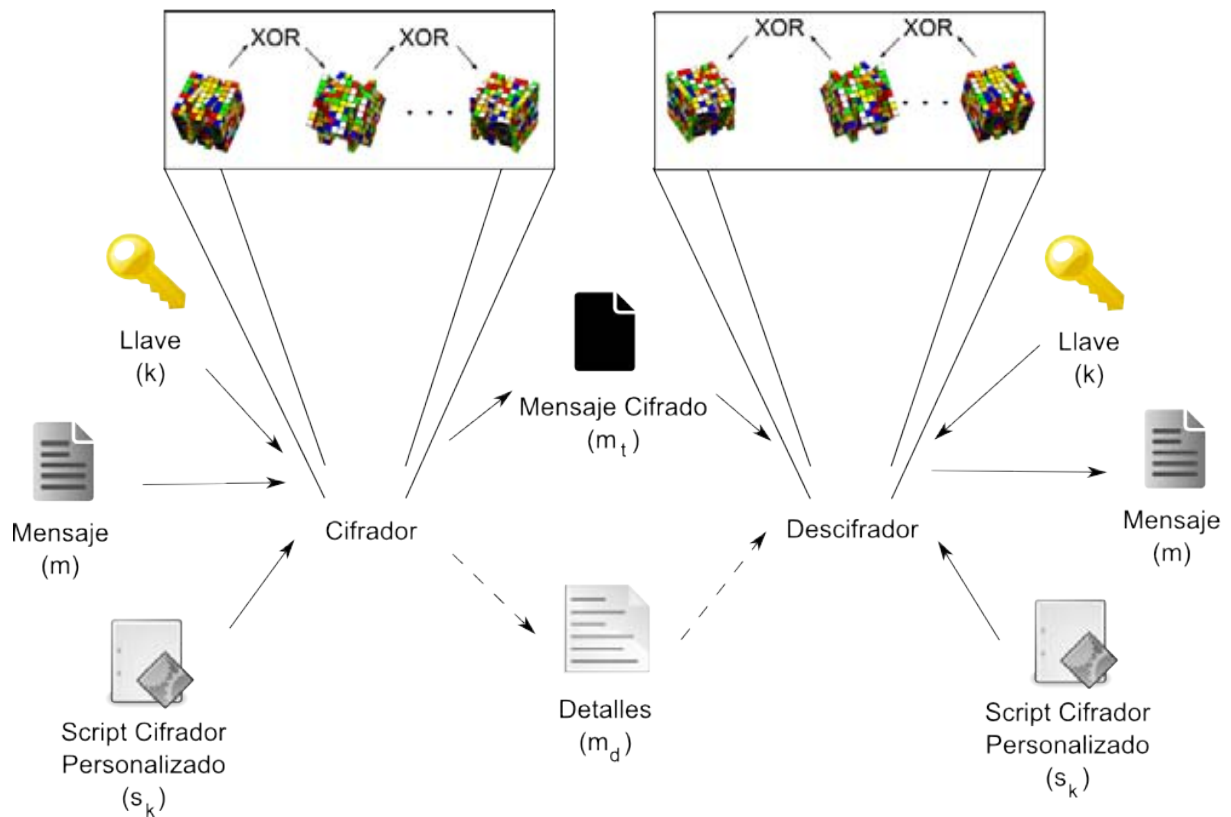 XOR
XOR
XOR
XOR
Llave
(k)
Mensaje
(m)
Script Cifrador
Personalizado
(s_k)
Cifrador
Mensaje Cifrado
(m_t)
Detalles
(m_d)
Descifrador
Llave
(k)
Mensaje
(m)
Script Cifrador
Personalizado
(s_k)